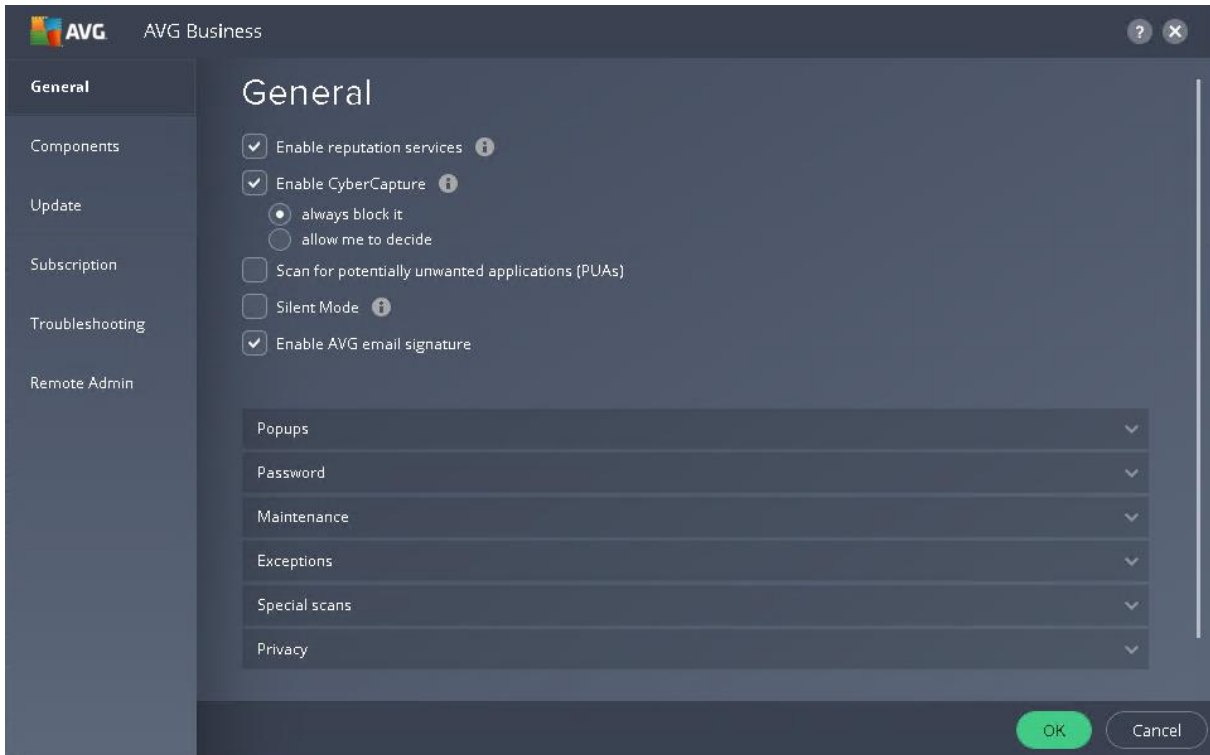 AVG AVG Business ?
General
Components
Update
Subscription
Troubleshooting
Remote Admin
General
Enable reputation services
Enable CyberCapture
always block it
allow me to decide
Scan for potentially unwanted applications (PUAs)
Silent Mode
Enable AVG email signature
Popups
Password
Maintenance
Exceptions
Special scans
Privacy
OK Cancel